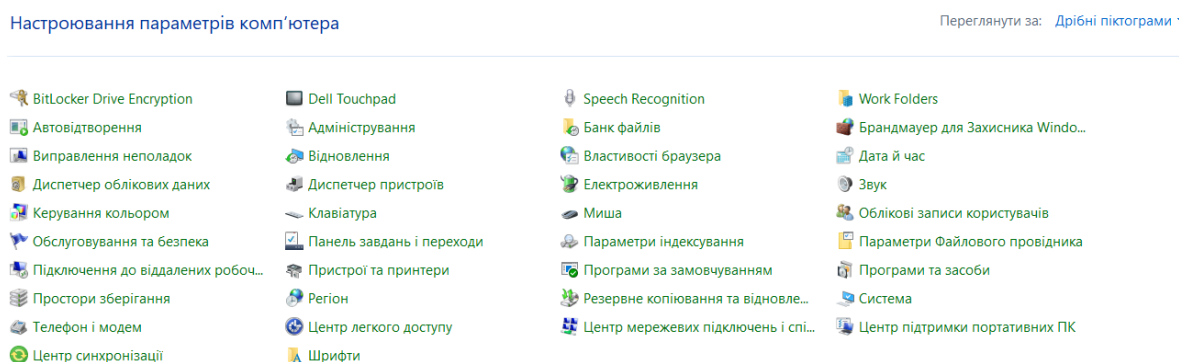 Настроювання параметрів комп’ютера
Переглянути за: Дрібні піктограми
BitLocker Drive Encryption
Dell Touchpad
Speech Recognition
Work Folders
Автовідтворення
Адміністрування
Банк файлів
Брандмауер для Захисника Windo...
Виправлення неполадок
Відновлення
Властивості браузера
Дата й час
Диспетчер облікових даних
Диспетчер пристроїв
Електроживлення
Звук
Керування кольором
Клавіатура
Миша
Облікові записи користувачів
Обслуговування та безпека
Панель завдань і переходи
Параметри індексування
Параметри Файлового провідника
Підключення до віддалених робоч...
Пристрої та принтери
Програми за замовчуванням
Програми та засоби
Простори зберігання
Регіон
Резервне копіювання та відновле...
Система
Телефон і модем
Центр легкого доступу
Центр мережевих підключень і спі...
Центр підтримки портативних ПК
Центр синхронізації
Шрифти